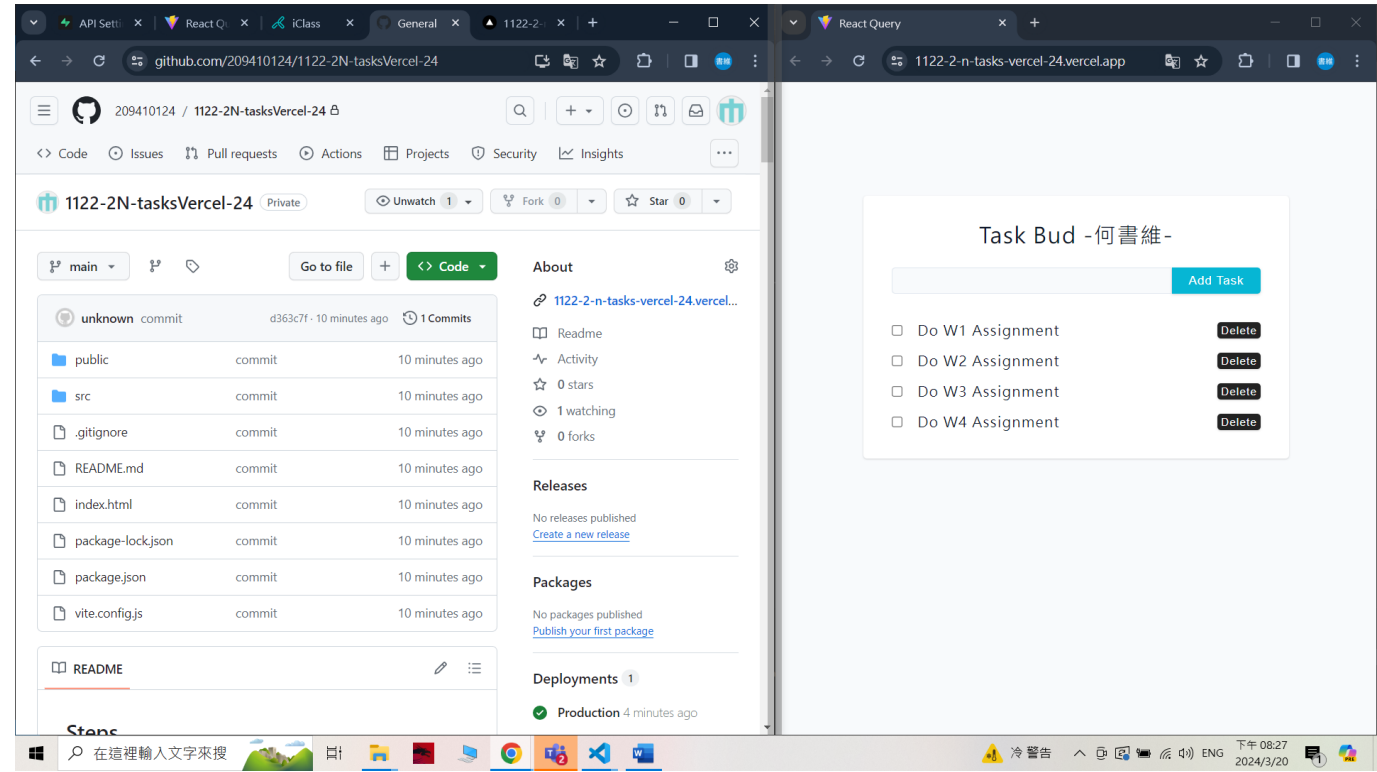 API Setti
React Qu
iClass
General
1122-2-n
github.com/209410124/1122-2N-tasksVercel-24
209410124 / 1122-2N-tasksVercel-24
Code Issues Pull requests Actions Projects Security Insights
1122-2N-tasksVercel-24 Private
Unwatch 1
Fork 0
Star 0
main
Go to file
Code
unknown commit d363c7f · 10 minutes ago 1 Commits
public commit 10 minutes ago
src commit 10 minutes ago
.gitignore commit 10 minutes ago
README.md commit 10 minutes ago
index.html commit 10 minutes ago
package-lock.json commit 10 minutes ago
package.json commit 10 minutes ago
vite.config.js commit 10 minutes ago
README
Steps
About
1122-2-n-tasks-vercel-24.vercel...
Readme
Activity
0 stars
1 watching
0 forks
Releases
No releases published
Create a new release
Packages
No packages published
Publish your first package
Deployments 1
Production 4 minutes ago
React Query
1122-2-n-tasks-vercel-24.vercel.app
Task Bud -何書維-
Add Task
Do W1 Assignment Delete
Do W2 Assignment Delete
Do W3 Assignment Delete
Do W4 Assignment Delete
在這裡輸入文字來搜
冷 警告
ENG
下午 08:27
2024/3/20